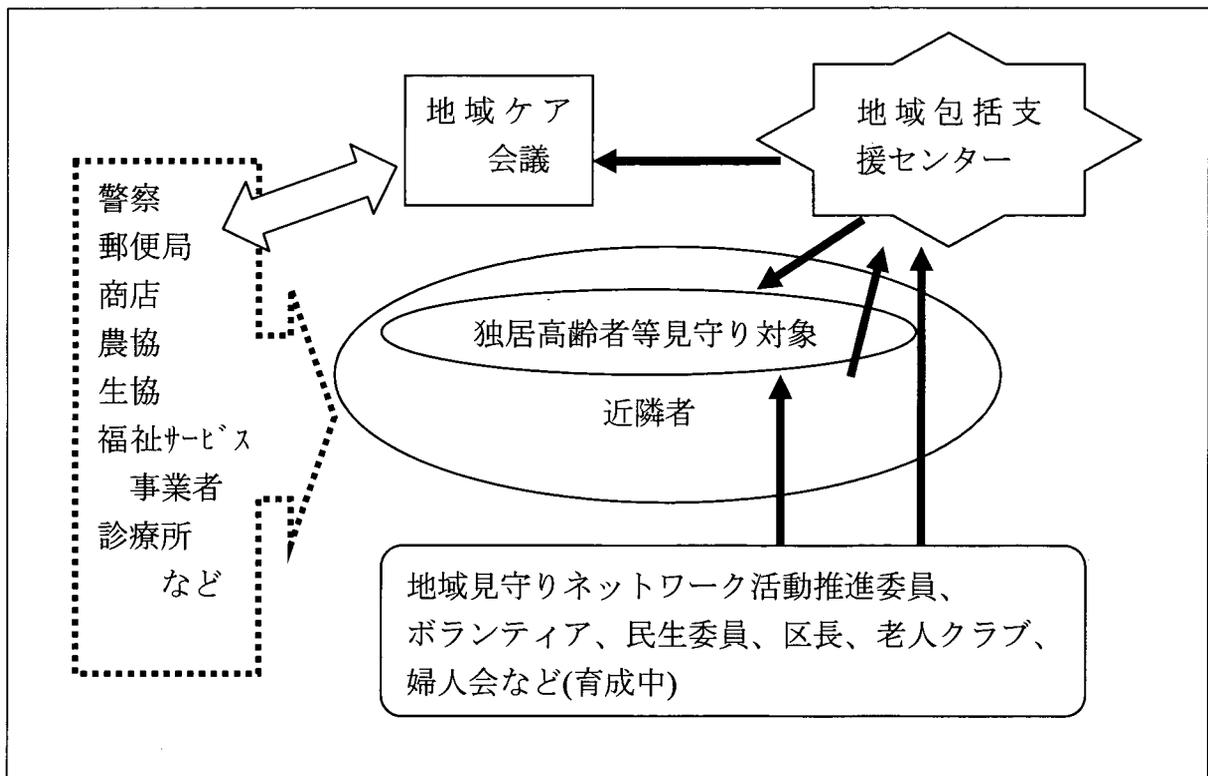 地域ケア
会議
地域包括支
援センター
警察
郵便局
商店
農協
生協
福祉ｻｰﾋﾞｽ
事業者
診療所
など
独居高齢者等見守り対象
近隣者
地域見守りネットワーク活動推進委員、
ボランティア、民生委員、区長、老人クラブ、
婦人会など(育成中)